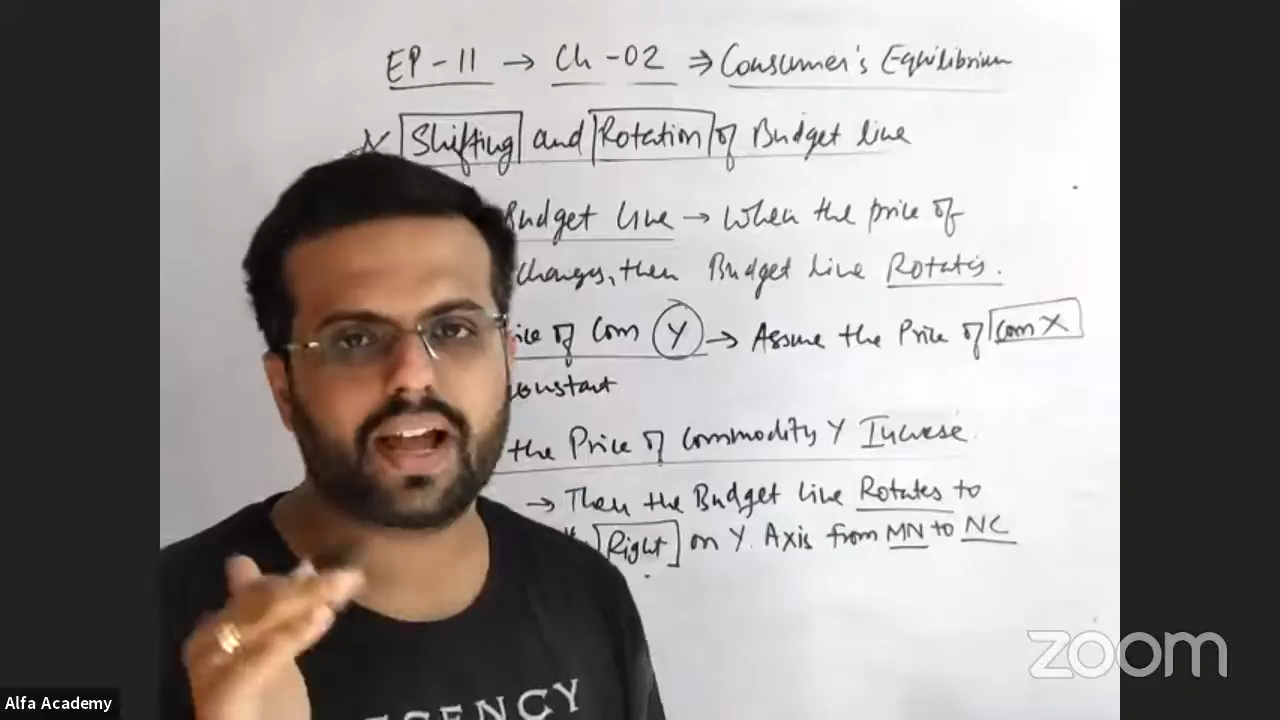 EP-11 → Ch-02 ⇒ Consumer's Equilibrium
Shifting and Rotation of Budget line
Budget line → When the price of
Changes, then Budget line Rotates.
ice of Com Y → Assume the Price of Com X
constant
the Price of Commodity Y Increase.
→ Then the Budget line Rotates to
Right on Y Axis from MN to NC
ESENCY
zoom
Alfa Academy